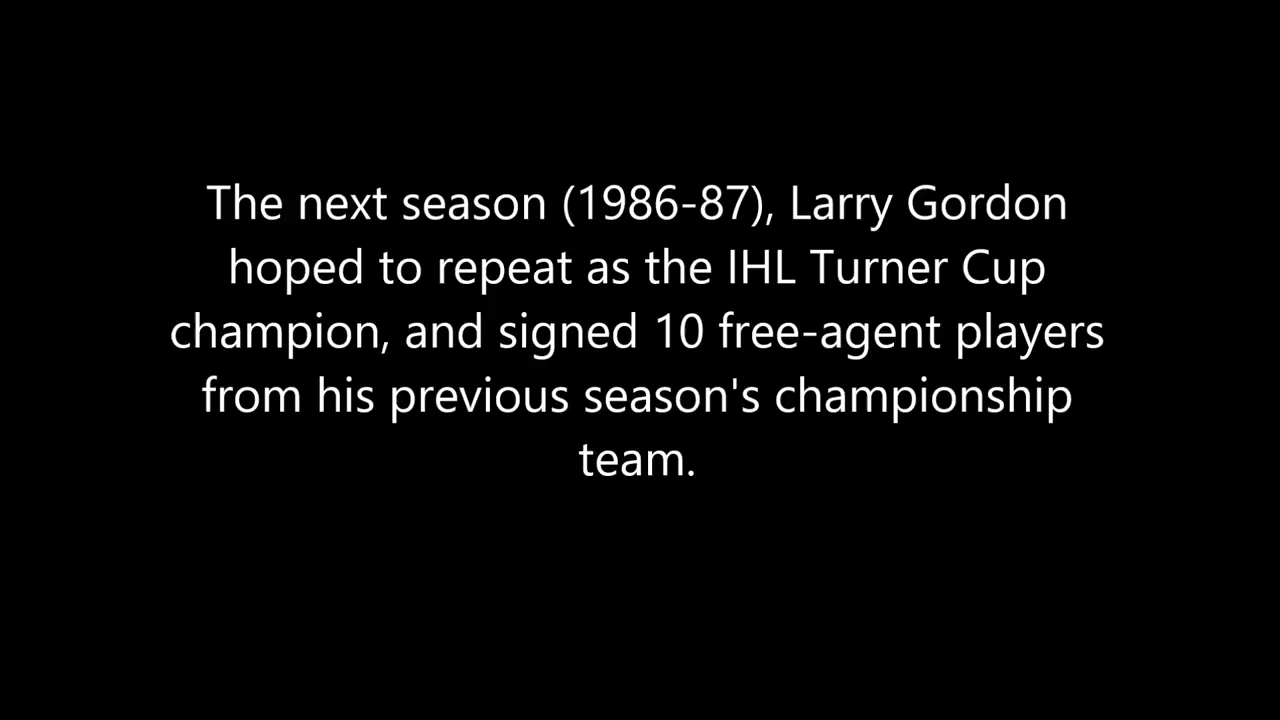 The next season (1986-87), Larry Gordon
hoped to repeat as the IHL Turner Cup
champion, and signed 10 free-agent players
from his previous season's championship
team.